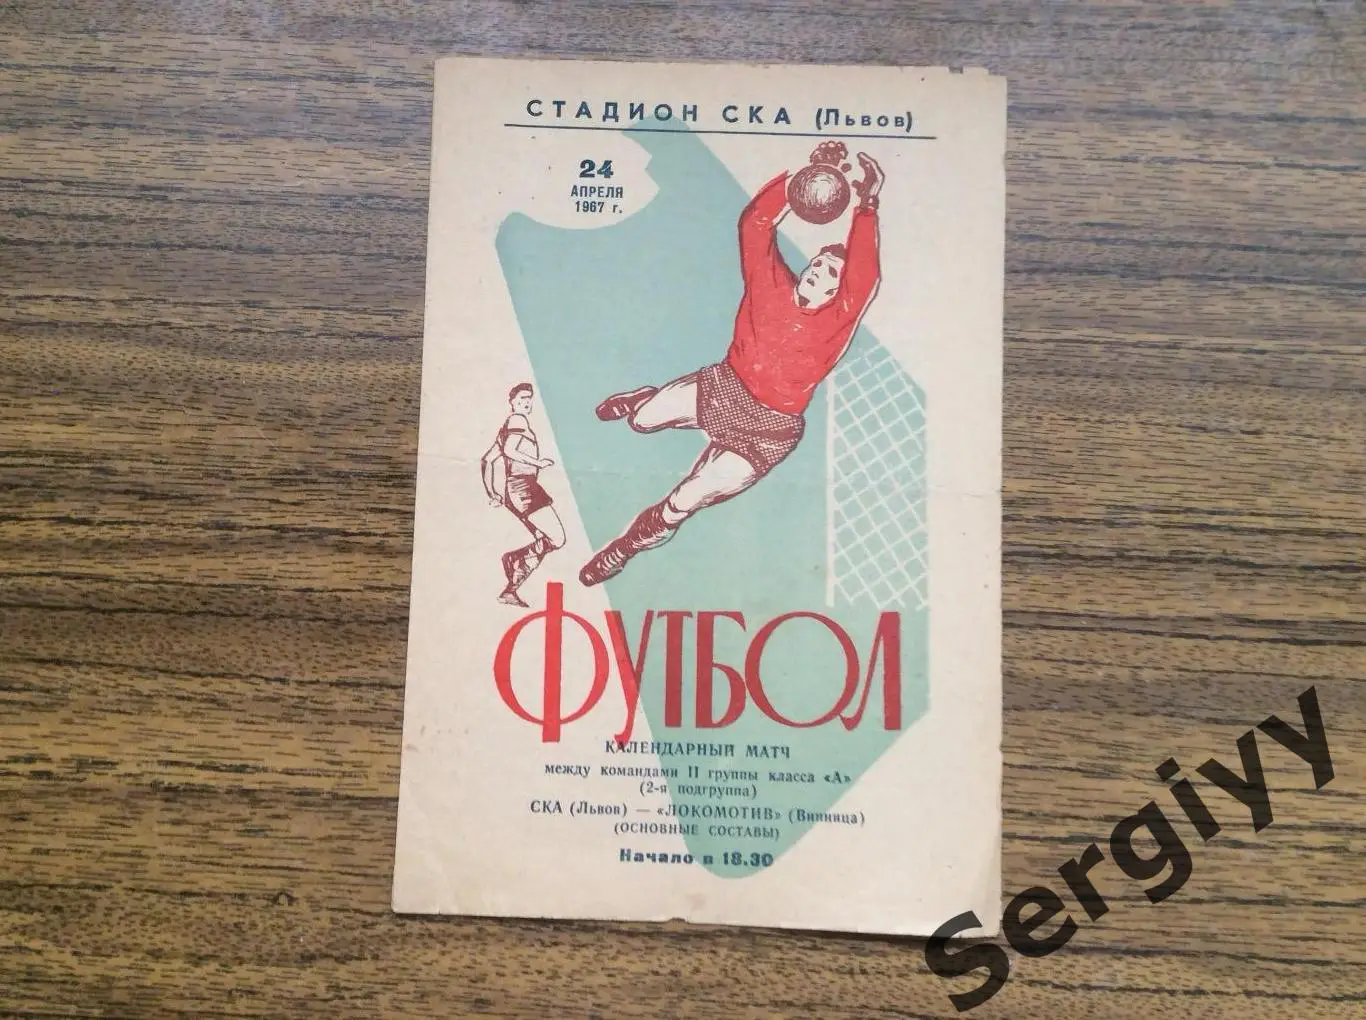 СТАДИОН СКА (Львов)
24
АПРЕЛЯ
1967 г.
ФУТБОЛ
КАЛЕНДАРНЫЙ МАТЧ
между командами II группы класса «А»
(2-я подгруппа)
СКА (Львов) — «ЛОКОМОТИВ» (Винница)
(ОСНОВНЫЕ СОСТАВЫ)
Начало в 18.30
Sergiyy